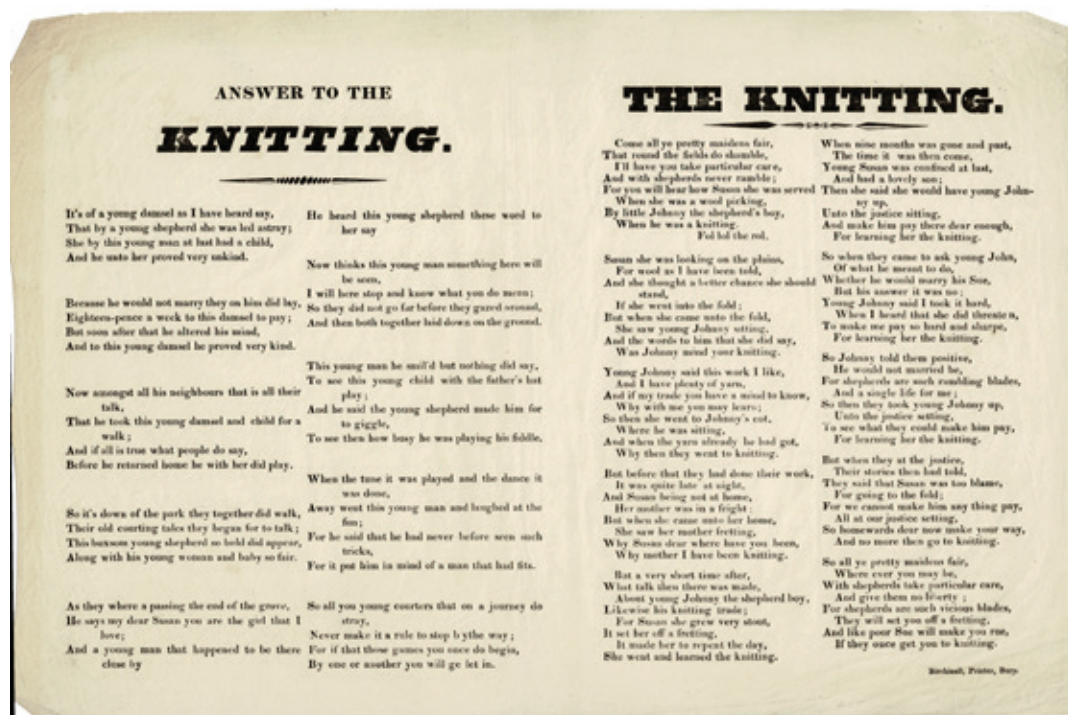 ANSWER TO THE
KNITTING.
It's of a young damsel as I have heard say,
That by a young shepherd she was led astray;
She by this young man at last had a child,
And he unto her proved very unkind.
Because he would not marry they on him did lay,
Eighteen-pence a week to this damsel to pay;
But soon after that he altered his mind,
And to this young damsel he proved very kind.
Now amongst all his neighbours that is all their
talk,
That he took this young damsel and child for a
walk;
And if all is true what people do say,
Before he returned home he with her did play.
So it's down of the park they together did walk,
Their old courting tales they began for to talk;
This buxsom young shepherd so bold did appear,
Along with his young woman and baby so fair.
As they where a passing the end of the grove,
He says my dear Susan you are the girl that I
love;
And a young man that happened to be there
close by
He heard this young shepherd these word to
her say
Now thinks this young man something here will
be seen,
I will here stop and know what you do mean;
So they did not go far before they gazed around,
And then both together laid down on the ground.
This young man he smil'd but nothing did say,
To see this young child with the father's hat
play;
And he said the young shepherd made him for
to giggle,
To see then how busy he was playing his fiddle.
When the tune it was played and the dance it
was done,
Away went this young man and laughed at the
fun;
For he said that he had never before seen such
tricks,
For it put him in mind of a man that had fits.
So all you young courters that on a journey do
stray,
Never make it a rule to stop b ythe way;
For if that those games you once do begin,
By one or another you will ge let in.
THE KNITTING.
Come all ye pretty maidens fair,
That round the fields do shamble,
I'll have you take particular care,
And with shepherds never ramble;
For you will hear how Susan she was served
When she was a wool picking,
By little Johnny the shepherd's boy,
When he was a knitting.
Fol lol the rol.
Susan she was looking on the plains,
For wool as I have been told,
And she thought a better chance she should
stand,
If she went into the fold;
But when she came unto the fold,
She saw young Johnny sitting,
And the words to him that she did say,
Was Johnny mind your knitting.
Young Johnny said this work I like,
And I have plenty of yarn,
And if my trade you have a mind to know,
Why with me you may learn;
So then she went to Johnny's cot,
Where he was sitting,
And when the yarn already he had got,
Why then they went to knitting.
But before that they had done their work,
It was quite late at night,
And Susan being not at home,
Her mother was in a fright:
But when she came unto her home,
She saw her mother fretting,
Why Susan dear where have you been,
Why mother I have been knitting.
But a very short time after,
What talk then there was made,
About young Johnny the shepherd boy,
Likewise his knitting trade;
For Susan she grew very stout,
It set her off a fretting,
It made her to repeat the day,
She went and learned the knitting.
When nine months was gone and past,
The time it was then come,
Young Susan was confined at last,
And had a lovely son;
Then she said she would have young John-
ny up,
Unto the justice sitting,
And make him pay there dear enough,
For learning her the knitting.
So when they came to ask young John,
Of what he meant to do,
Whether he would marry his Sue,
But his answer it was no;
Young Johnny said I took it hard,
When I heard that she did threaten,
To make me pay so hard and sharpe,
For learning her the knitting.
So Johnny told them positive,
He would not married be,
For shepherds are such rambling blades,
And a single life for me;
So then they took young Johnny up,
Unto the justice setting,
To see what they could make him pay,
For learning her the knitting.
But when they at the justice,
Their stories then had told,
They said that Susan was too blame,
For going to the fold;
For we cannot make him any thing pay,
All at our justice setting,
So homewards dear now make your way,
And no more then go to knitting.
So all ye pretty maidens fair,
Where ever you may be,
With shepherds take particular care,
And give them no liberty;
For shepherds are such vicious blades,
They will set you off a fretting,
And like poor Sue will make you rue,
If they once get you to knitting.
Birchinall, Printer, Bury.